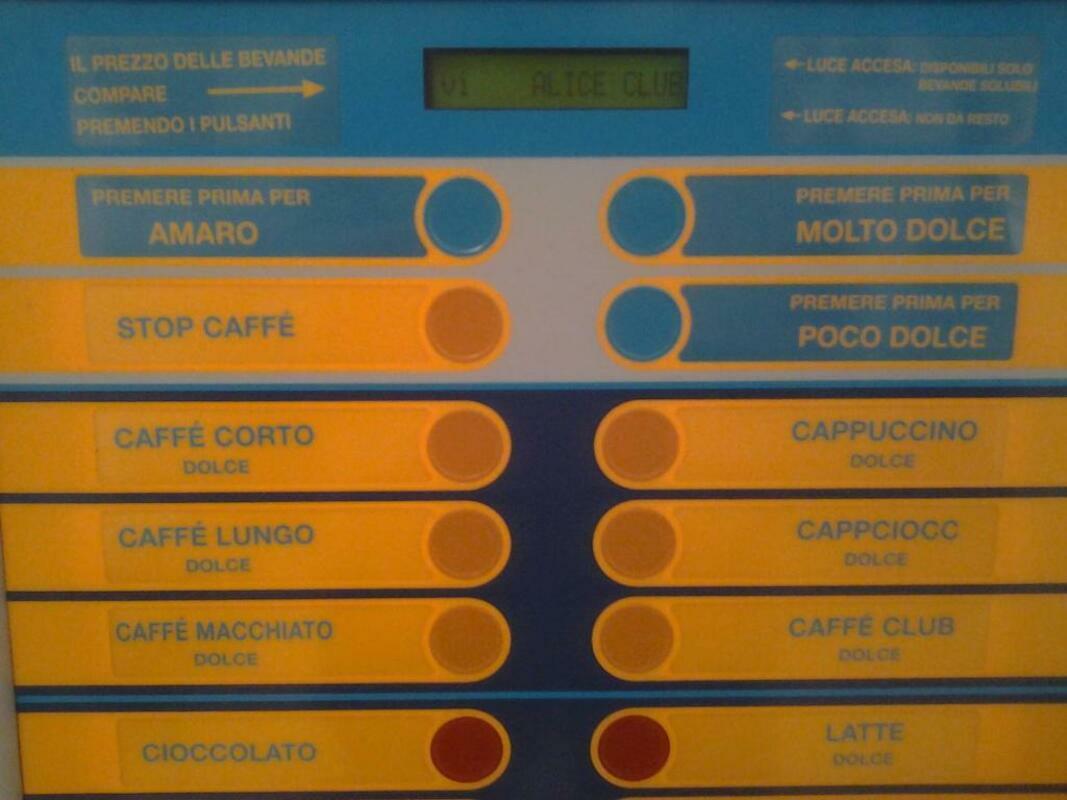 IL PREZZO DELLE BEVANDE
COMPARE
PREMENDO I PULSANTI
v1 ALICE CLUB
LUCE ACCESA: DISPONIBILI SOLO
BEVANDE SOLUBILI
LUCE ACCESA: NON DA RESTO
PREMERE PRIMA PER
AMARO
PREMERE PRIMA PER
MOLTO DOLCE
STOP CAFFÉ
PREMERE PRIMA PER
POCO DOLCE
CAFFÉ CORTO
DOLCE
CAPPUCCINO
DOLCE
CAFFÉ LUNGO
DOLCE
CAPPCIOCC
DOLCE
CAFFÉ MACCHIATO
DOLCE
CAFFÉ CLUB
DOLCE
CIOCCOLATO
LATTE
DOLCE